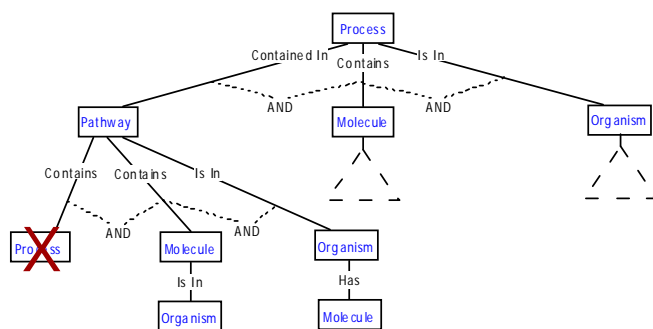 Process
Contained In
Contains
Is In
AND
AND
Pathway
Molecule
Organism
Contains
Contains
Is In
AND
AND
Process
Molecule
Organism
Is In
Has
Organism
Molecule